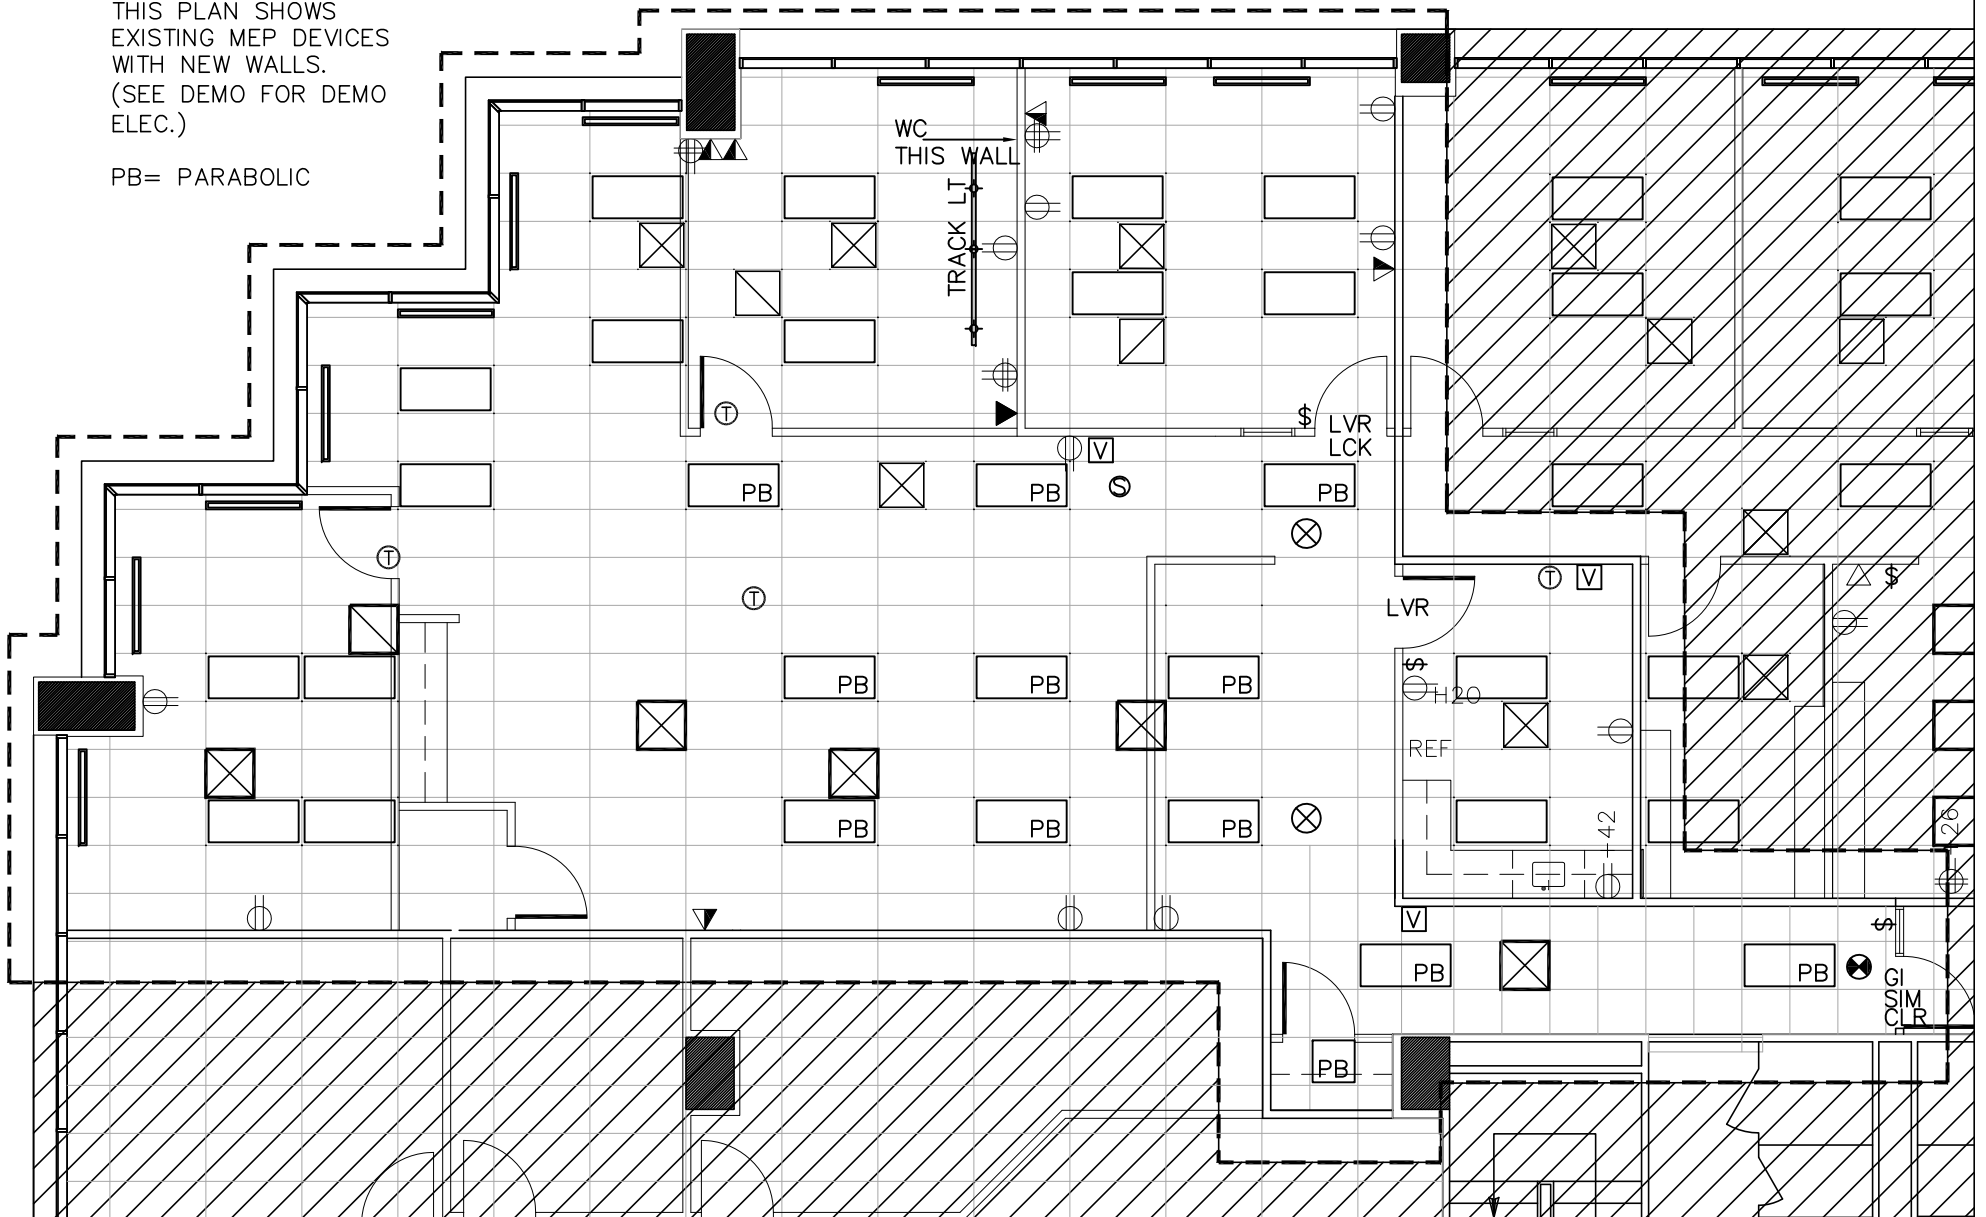 THIS PLAN SHOWS
EXISTING MEP DEVICES
WITH NEW WALLS.
(SEE DEMO FOR DEMO
ELEC.)
PB= PARABOLIC
WC
THIS WALL
TRACK LT
T
$
LVR
LCK
V
PB
PB
PB
S
T
T
T
V
$
LVR
$
PB
PB
PB
H20
REF
PB
PB
PB
+42
26
V
$
PB
PB
GI
SIM
CLR
PB